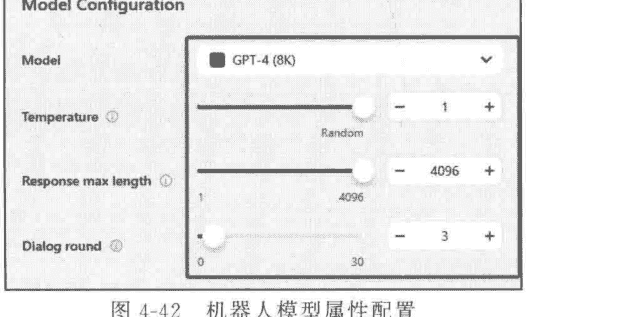 Model Configuration
Model
GPT-4 (8K)
Temperature
− 1 +
Random
Response max length
− 4096 +
1 4096
Dialog round
− 3 +
0 30
图 4-42 机器人模型属性配置